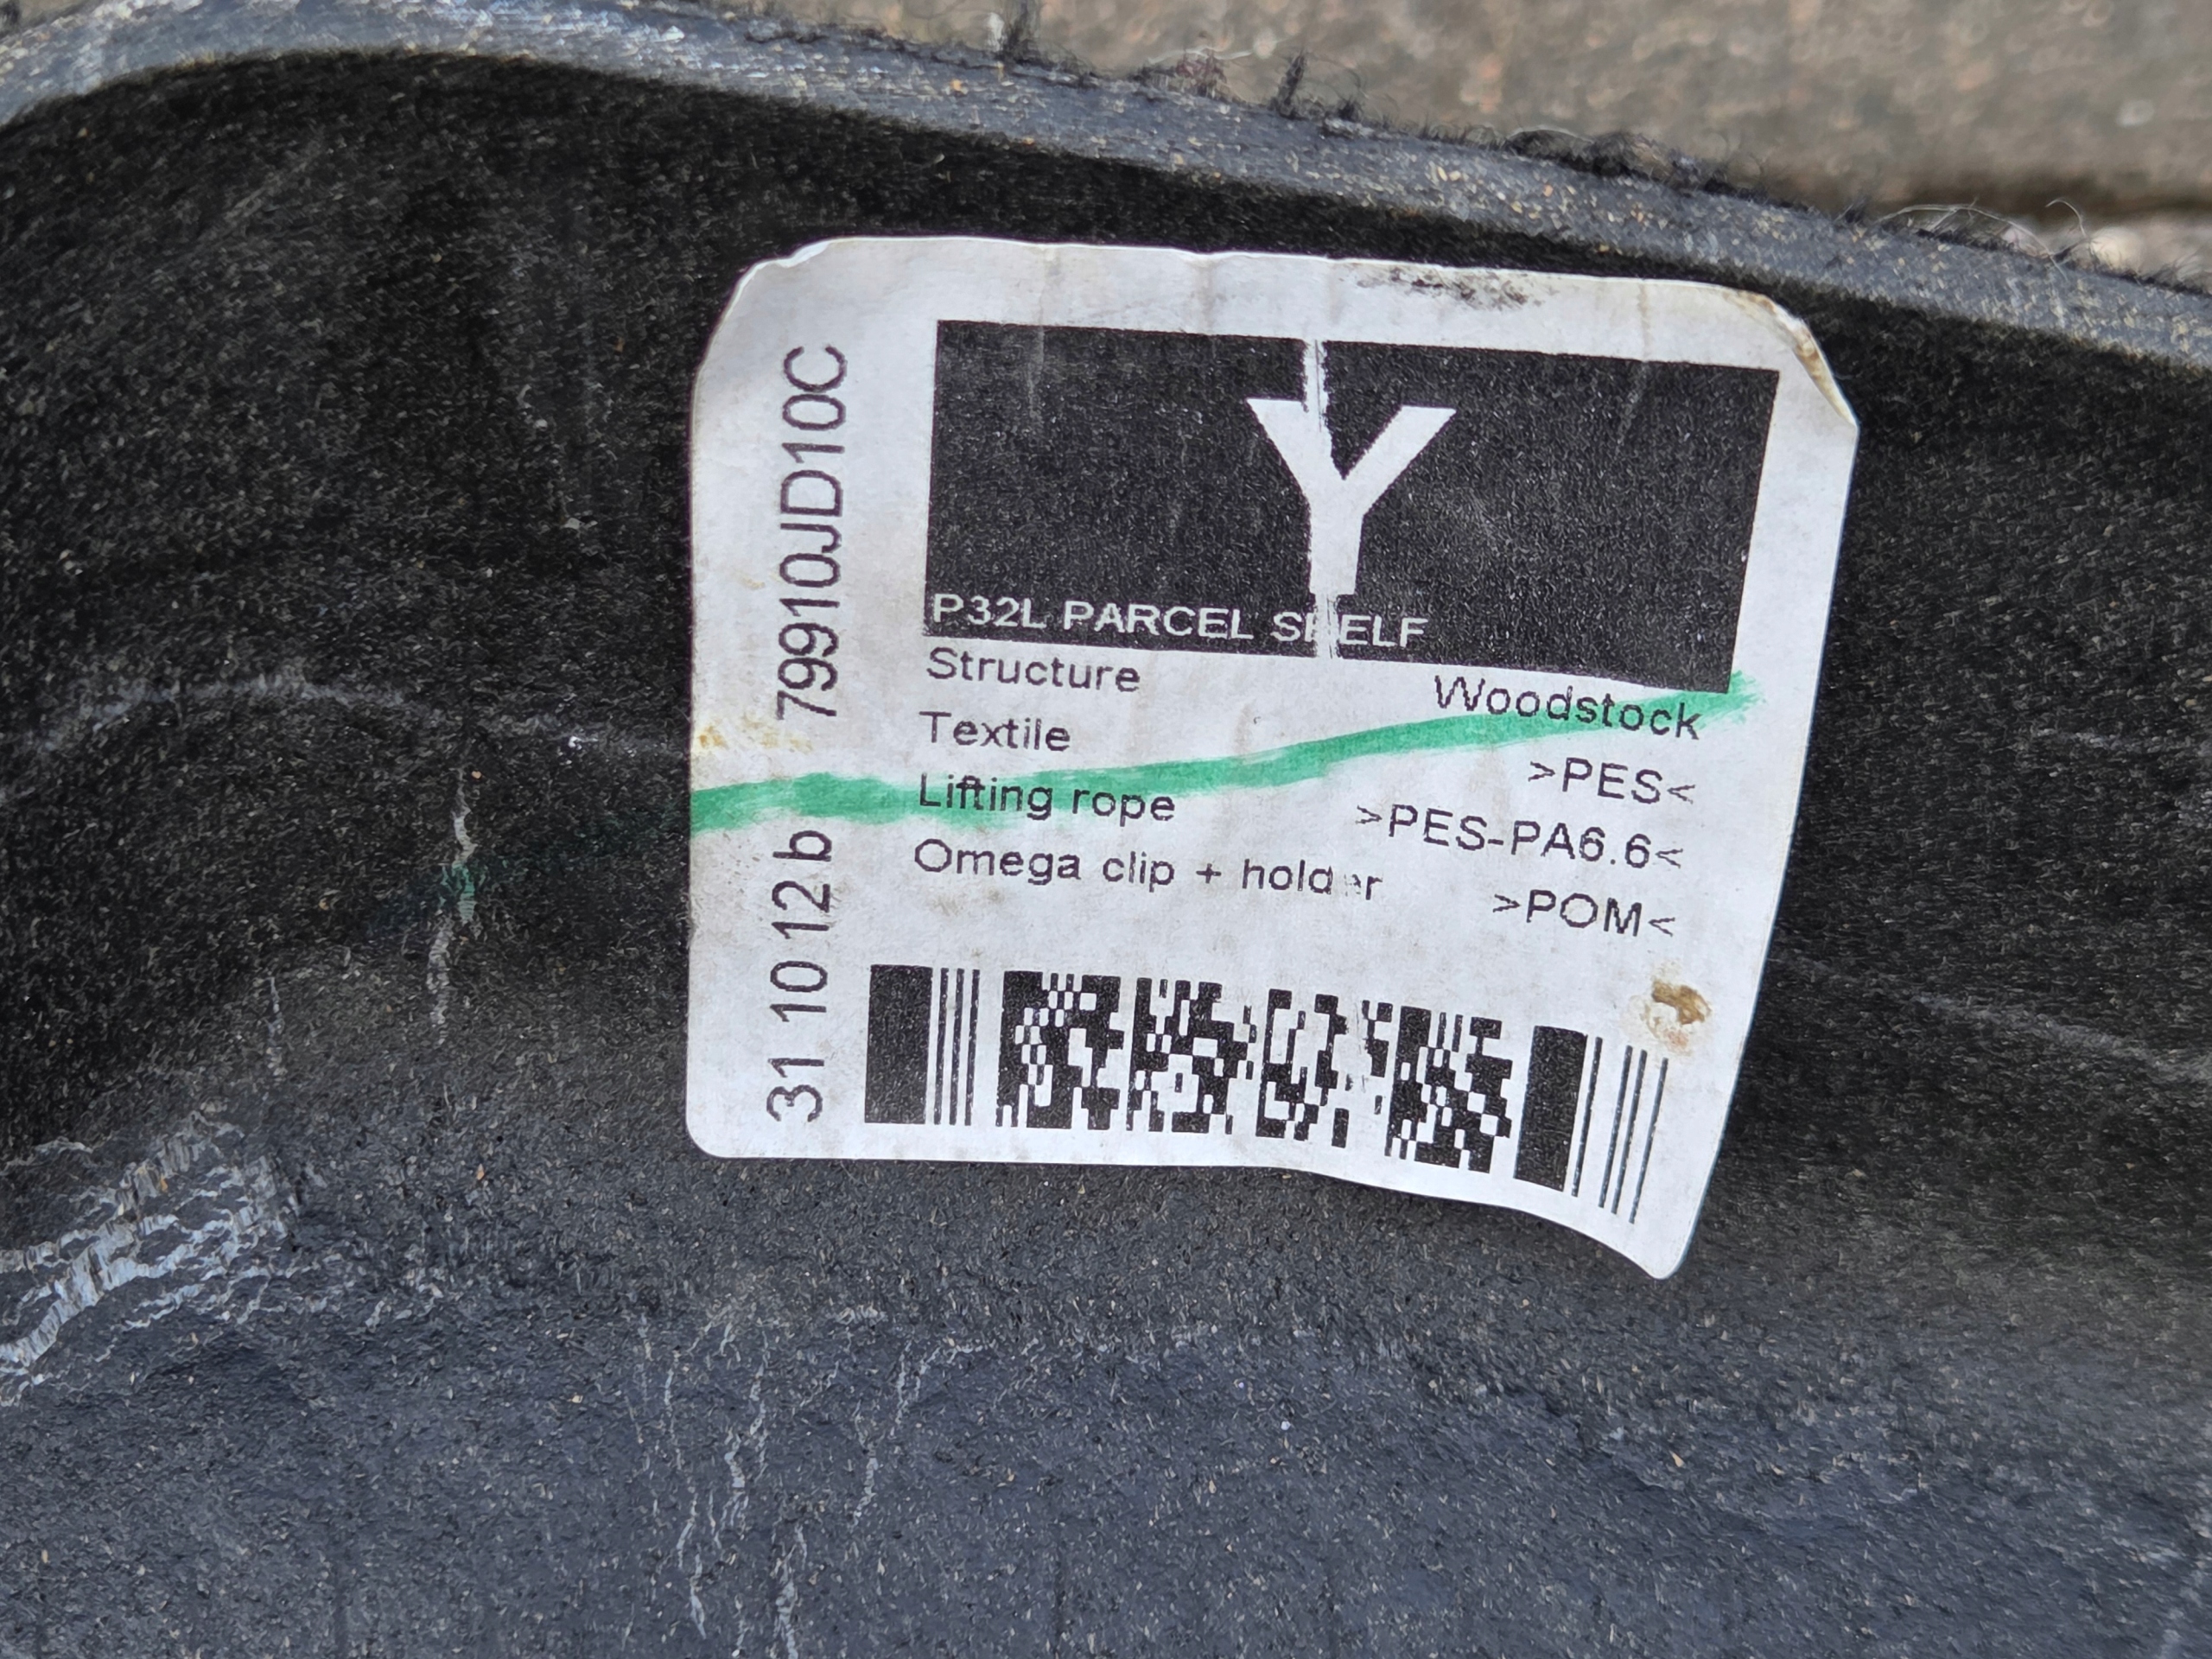 Y
P32L PARCEL SHELF
Structure Woodstock
Textile >PES<
Lifting rope >PES-PA6.6<
Omega clip + holder >POM<
31 10 12 b 79910JD10C